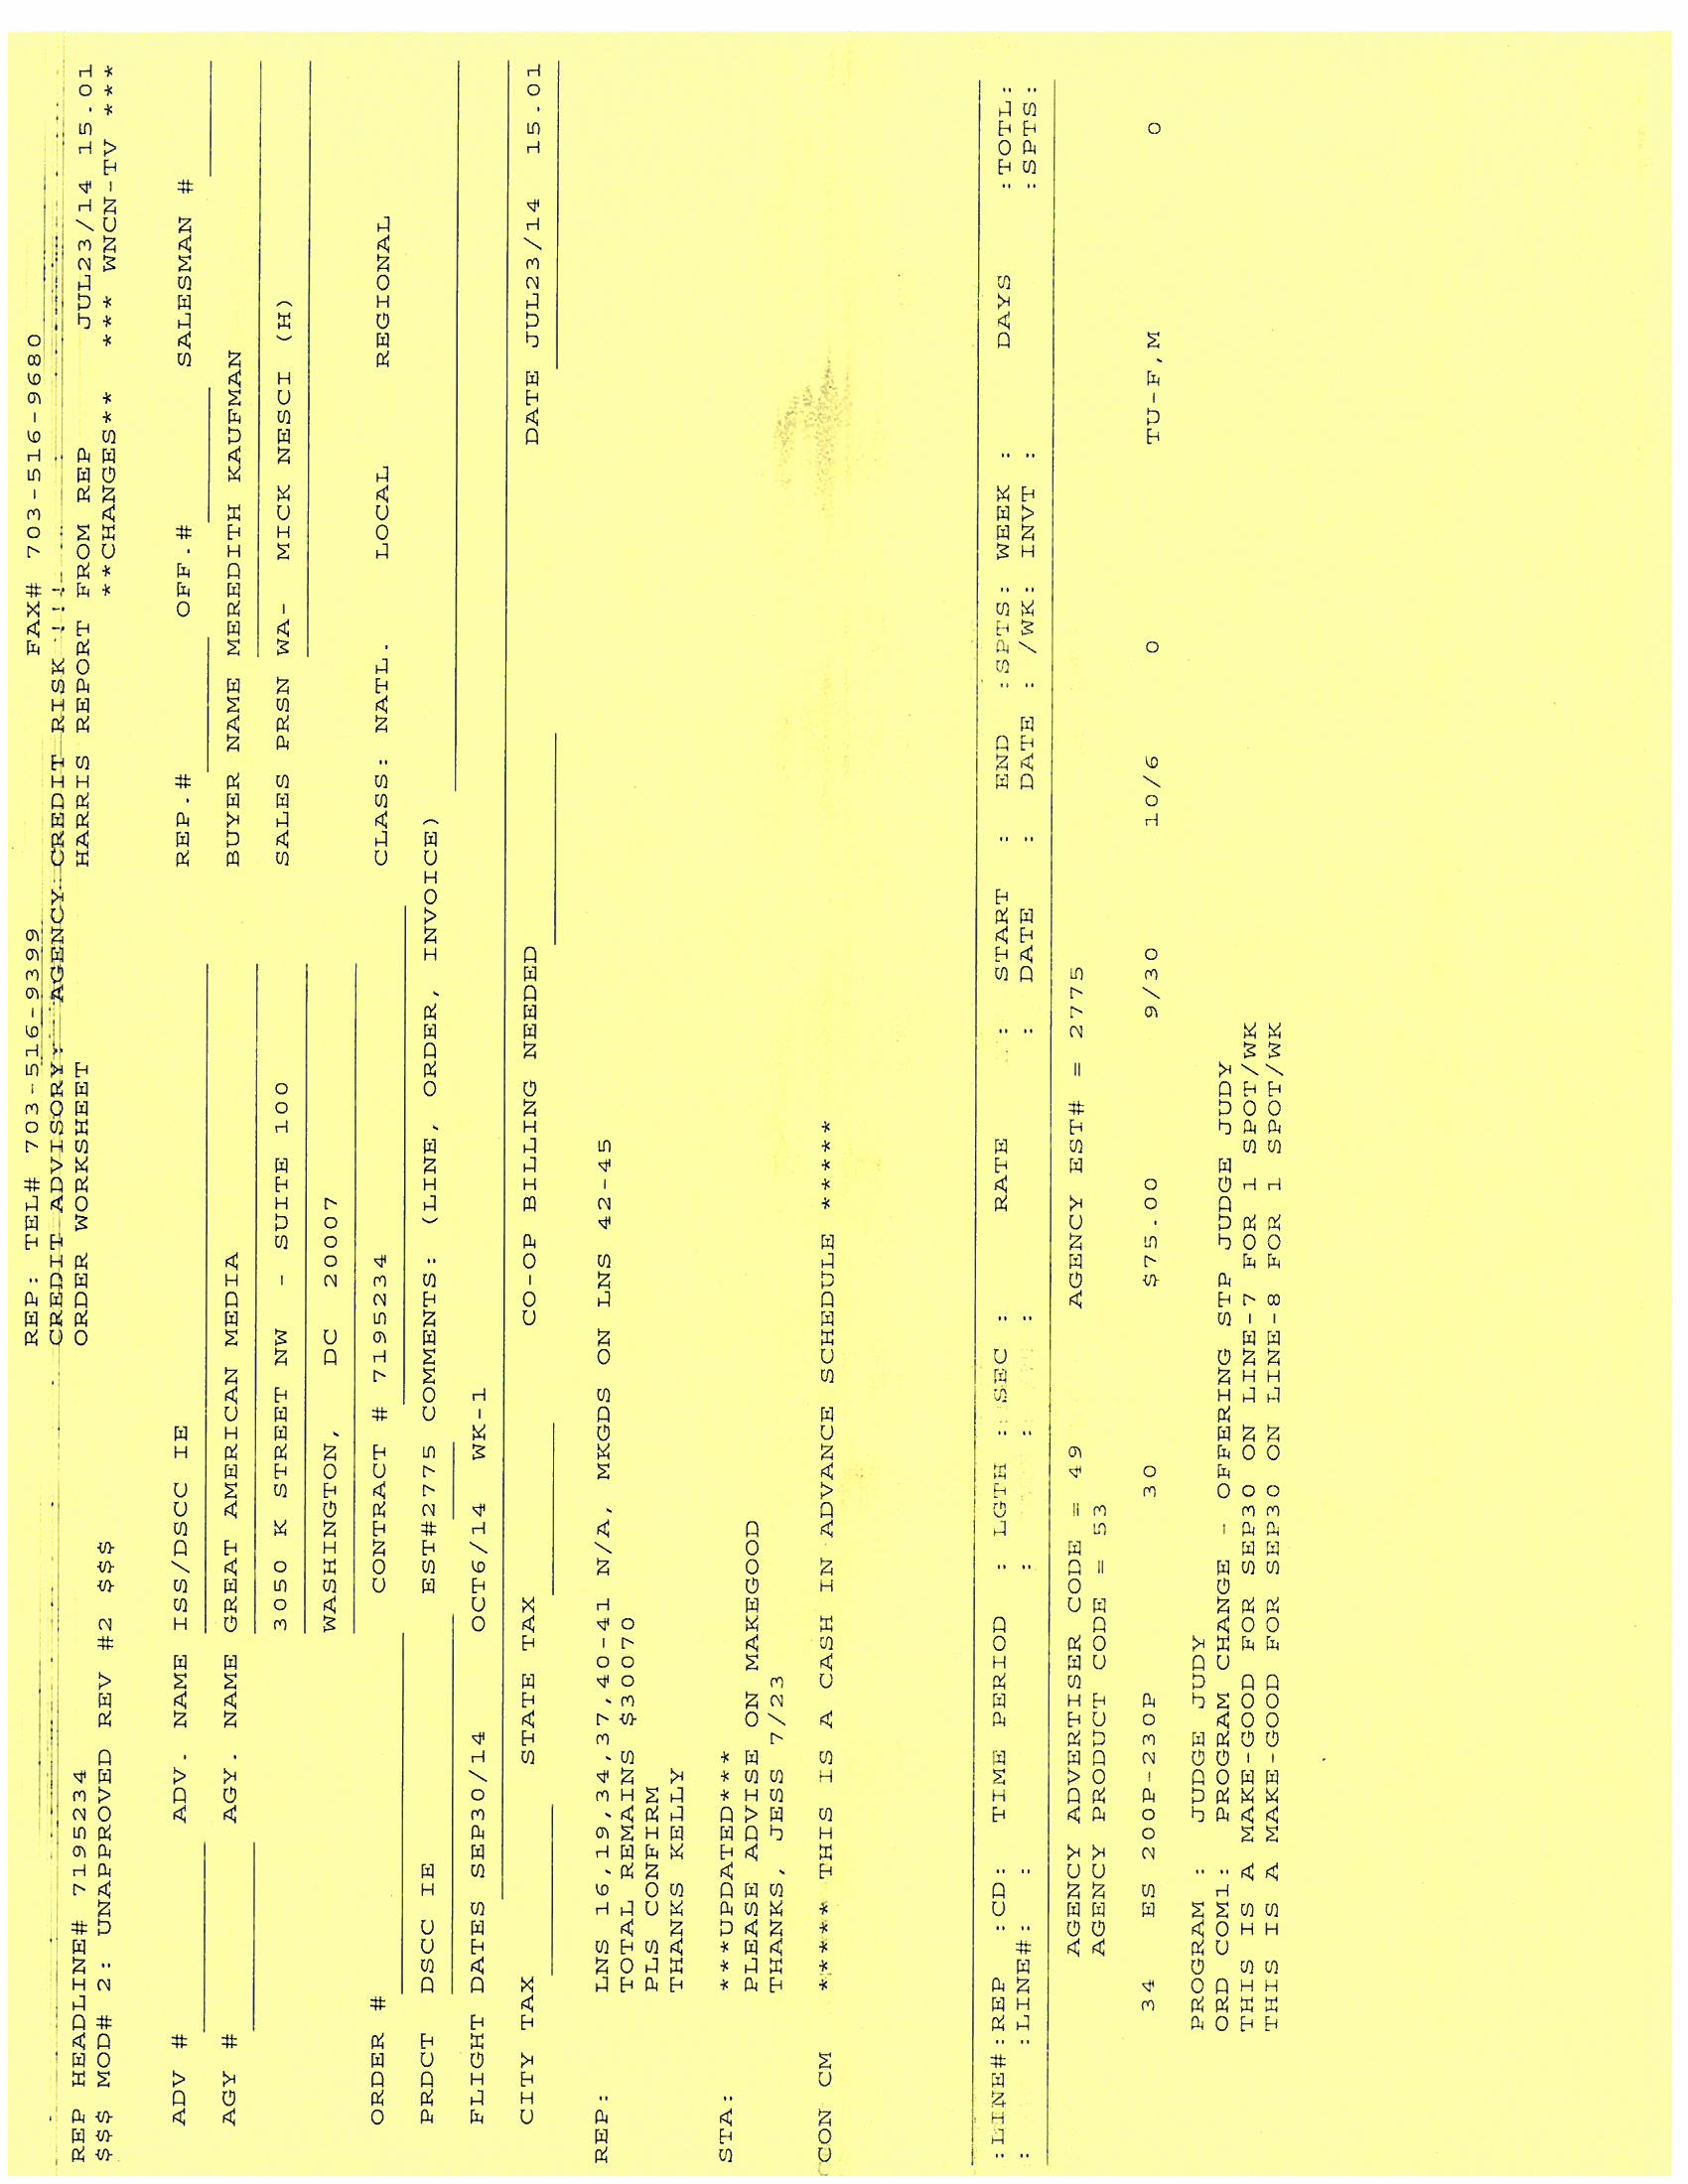 REP: TEL# 703-516-9399 FAX# 703-516-9680
CREDIT ADVISORY: AGENCY CREDIT RISK !!!
REP HEADLINE# 7195234 ORDER WORKSHEET HARRIS REPORT FROM REP JUL23/14 15.01
$$$ MOD# 2: UNAPPROVED REV #2 $$$ **CHANGES** *** WNCN-TV ***
ADV # ADV. NAME ISS/DSCC IE REP.# OFF.# SALESMAN #
AGY # AGY. NAME GREAT AMERICAN MEDIA BUYER NAME MEREDITH KAUFMAN
3050 K STREET NW - SUITE 100 SALES PRSN WA- MICK NESCI (H)
WASHINGTON, DC 20007
ORDER # CONTRACT # 7195234 CLASS: NATL. LOCAL REGIONAL
PRDCT DSCC IE EST#2775 COMMENTS: (LINE, ORDER, INVOICE)
FLIGHT DATES SEP30/14 OCT6/14 WK-1
CITY TAX STATE TAX CO-OP BILLING NEEDED DATE JUL23/14 15.01
REP: LNS 16,19,34,37,40-41 N/A, MKGDS ON LNS 42-45
TOTAL REMAINS $30070
PLS CONFIRM
THANKS KELLY
STA: ***UPDATED***
PLEASE ADVISE ON MAKEGOOD
THANKS, JESS 7/23
CON CM ***** THIS IS A CASH IN ADVANCE SCHEDULE *****
:LINE#:REP :CD: TIME PERIOD : LGTH : SEC : RATE : START : END :SPTS: WEEK : DAYS :TOTL:
: :LINE#: : : : : : DATE : DATE : /WK: INVT : :SPTS:
AGENCY ADVERTISER CODE = 49 AGENCY EST# = 2775
AGENCY PRODUCT CODE = 53
34 ES 200P-230P 30 $75.00 9/30 10/6 0 TU-F,M 0
PROGRAM : JUDGE JUDY
ORD COM1: PROGRAM CHANGE - OFFERING STP JUDGE JUDY
THIS IS A MAKE-GOOD FOR SEP30 ON LINE-7 FOR 1 SPOT/WK
THIS IS A MAKE-GOOD FOR SEP30 ON LINE-8 FOR 1 SPOT/WK